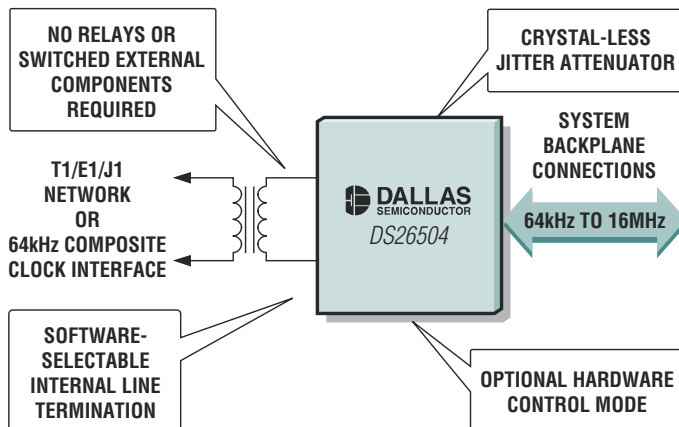 NO RELAYS OR
SWITCHED EXTERNAL
COMPONENTS
REQUIRED
CRYSTAL-LESS
JITTER ATTENUATOR
T1/E1/J1
NETWORK
OR
64kHz COMPOSITE
CLOCK INTERFACE
DALLAS
SEMICONDUCTOR
DS26504
SYSTEM
BACKPLANE
CONNECTIONS
64kHz TO 16MHz
SOFTWARE-
SELECTABLE
INTERNAL LINE
TERMINATION
OPTIONAL HARDWARE
CONTROL MODE